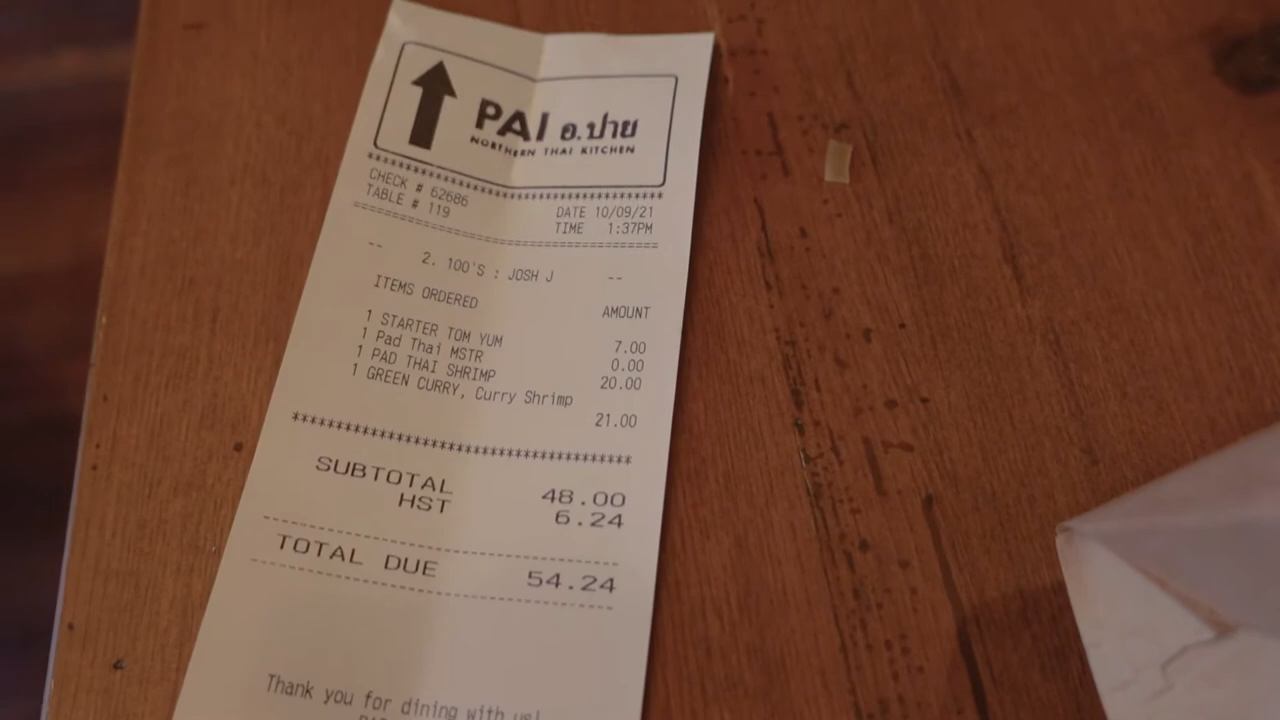 PAI อ.ปาย
NORTHERN THAI KITCHEN
************************************
CHECK # 62686
TABLE # 119
DATE 10/09/21
TIME 1:37PM
========================================
-- 2. 100'S : JOSH J --
ITEMS ORDERED AMOUNT
1 STARTER TOM YUM 7.00
1 Pad Thai MSTR 0.00
1 PAD THAI SHRIMP 20.00
1 GREEN CURRY, Curry Shrimp
21.00
****************************************
SUBTOTAL 48.00
HST 6.24
----------------------------------------
TOTAL DUE 54.24
----------------------------------------
Thank you for dining with us!